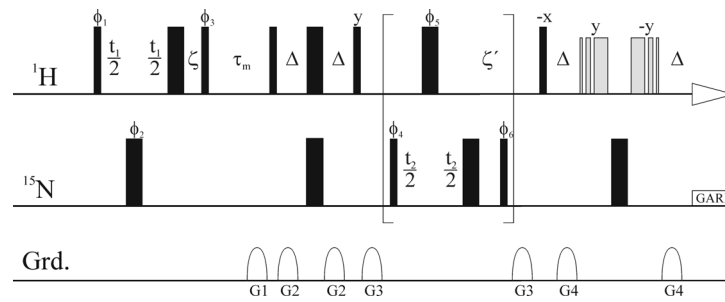 ϕ1 ϕ3 y ϕ5 -x y -y
1H t1/2 t1/2 ζ τm Δ Δ ζ′ Δ Δ
ϕ2 ϕ4 ϕ6
15N t2/2 t2/2 GAR
Grd.
G1 G2 G2 G3 G3 G4 G4